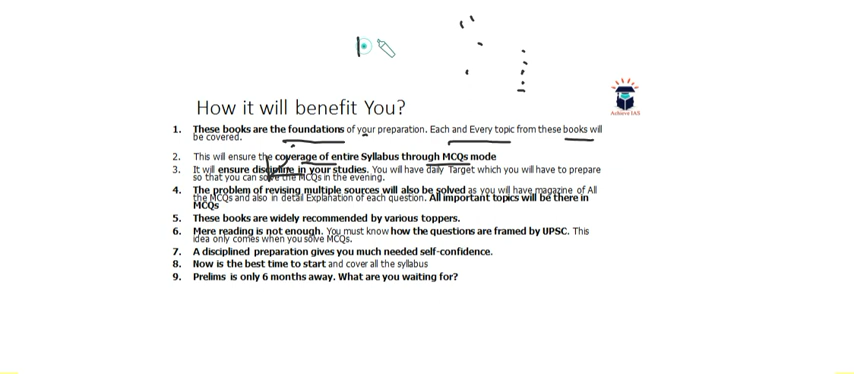 Achieve IAS
How it will benefit You?
1. These books are the foundations of your preparation. Each and Every topic from these books will
be covered.
2. This will ensure the coverage of entire Syllabus through MCQs mode
3. It will ensure discipline in your studies. You will have daily Target which you will have to prepare
so that you can solve the MCQs in the evening.
4. The problem of revising multiple sources will also be solved as you will have magazine of All
the MCQs and also in detail Explanation of each question. All important topics will be there in
MCQs
5. These books are widely recommended by various toppers.
6. Mere reading is not enough. You must know how the questions are framed by UPSC. This
idea only comes when you solve MCQs.
7. A disciplined preparation gives you much needed self-confidence.
8. Now is the best time to start and cover all the syllabus
9. Prelims is only 6 months away. What are you waiting for?